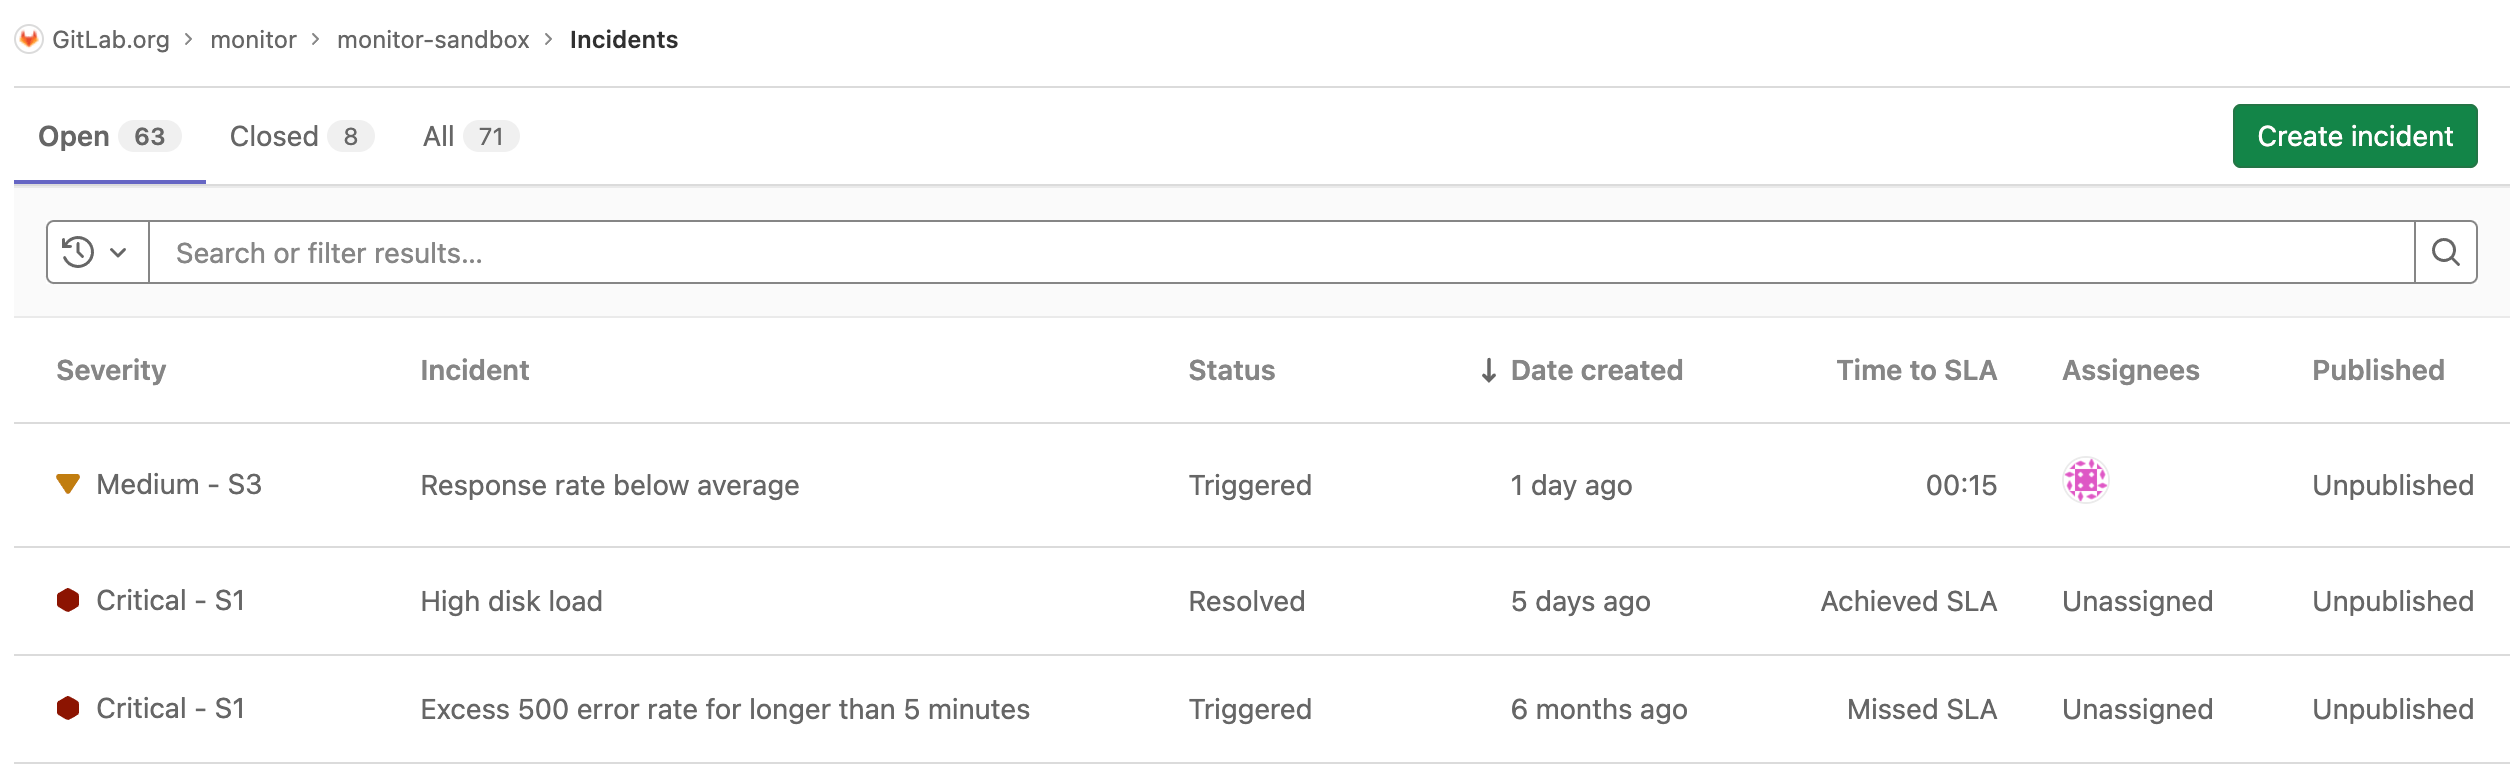 GitLab.org > monitor > monitor-sandbox > Incidents
Open 63 Closed 8 All 71 Create incident
Search or filter results...
Severity Incident Status ↓ Date created Time to SLA Assignees Published
Medium - S3 Response rate below average Triggered 1 day ago 00:15 Unpublished
Critical - S1 High disk load Resolved 5 days ago Achieved SLA Unassigned Unpublished
Critical - S1 Excess 500 error rate for longer than 5 minutes Triggered 6 months ago Missed SLA Unassigned Unpublished